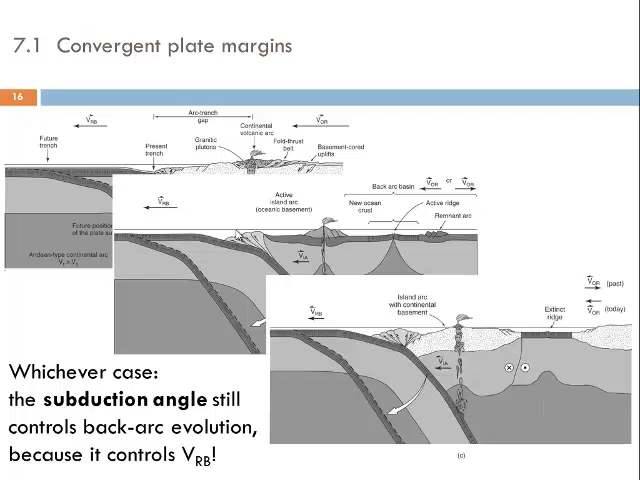 7.1 Convergent plate margins
16
V_RB
Arc-trench
gap
V_OR
Future
trench
Present
trench
Granitic
plutons
Continental
volcanic arc
Fold-thrust
belt
Basement-cored
uplifts
Future position
of the plate su
Andean-type continental arc
V_RB
Active
island arc
(oceanic basement)
Back arc basin
V_OR or V_OR
New ocean
crust
Active ridge
Remnant arc
V_IA
V_RB
Island arc
with continental
basement
Extinct
ridge
V_OR (past)
V_OR (today)
V_IA
(c)
Whichever case:
the subduction angle still
controls back-arc evolution,
because it controls V_RB!